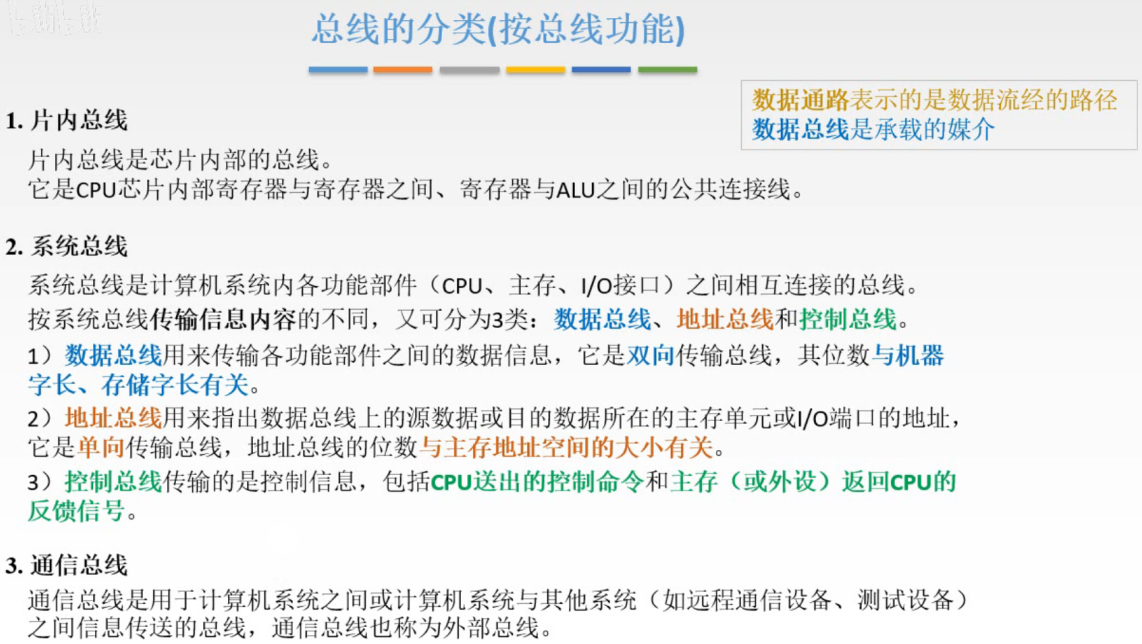 总线的分类(按总线功能)
数据通路表示的是数据流经的路径
数据总线是承载的媒介
1. 片内总线
片内总线是芯片内部的总线。
它是CPU芯片内部寄存器与寄存器之间、寄存器与ALU之间的公共连接线。
2. 系统总线
系统总线是计算机系统内各功能部件（CPU、主存、I/O接口）之间相互连接的总线。
按系统总线传输信息内容的不同，又可分为3类：数据总线、地址总线和控制总线。
1）数据总线用来传输各功能部件之间的数据信息，它是双向传输总线，其位数与机器
字长、存储字长有关。
2）地址总线用来指出数据总线上的源数据或目的数据所在的主存单元或I/O端口的地址，
它是单向传输总线，地址总线的位数与主存地址空间的大小有关。
3）控制总线传输的是控制信息，包括CPU送出的控制命令和主存（或外设）返回CPU的
反馈信号。
3. 通信总线
通信总线是用于计算机系统之间或计算机系统与其他系统（如远程通信设备、测试设备）
之间信息传送的总线，通信总线也称为外部总线。